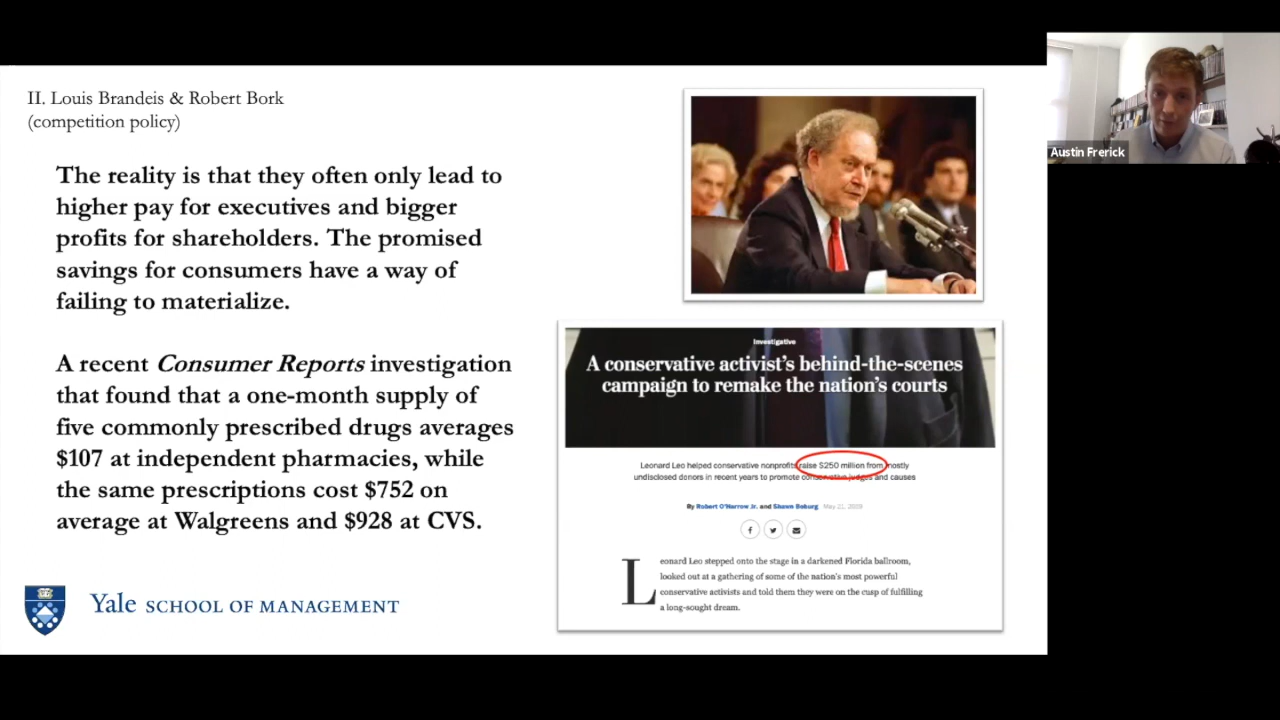 II. Louis Brandeis & Robert Bork
(competition policy)
The reality is that they often only lead to
higher pay for executives and bigger
profits for shareholders. The promised
savings for consumers have a way of
failing to materialize.
A recent Consumer Reports investigation
that found that a one-month supply of
five commonly prescribed drugs averages
$107 at independent pharmacies, while
the same prescriptions cost $752 on
average at Walgreens and $928 at CVS.
Yale SCHOOL OF MANAGEMENT
Investigative
A conservative activist's behind-the-scenes
campaign to remake the nation's courts
Leonard Leo helped conservative nonprofits raise $250 million from mostly
undisclosed donors in recent years to promote conservative judges and causes
By Robert O'Harrow Jr. and Shawn Boburg May 21, 2019
Leonard Leo stepped onto the stage in a darkened Florida ballroom,
looked out at a gathering of some of the nation's most powerful
conservative activists and told them they were on the cusp of fulfilling
a long-sought dream.
Austin Frerick